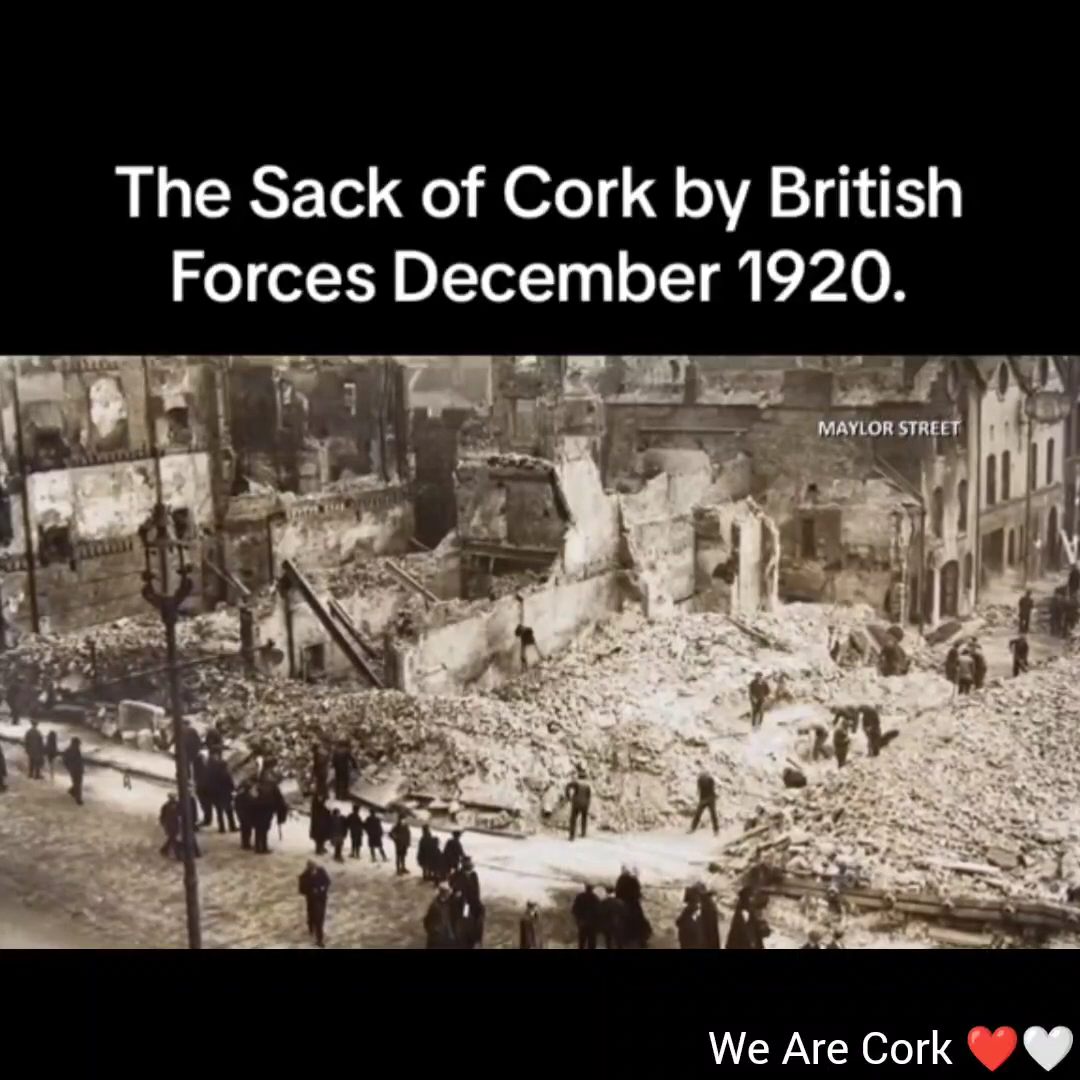 The Sack of Cork by British
Forces December 1920.
MAYLOR STREET
We Are Cork ❤️🤍